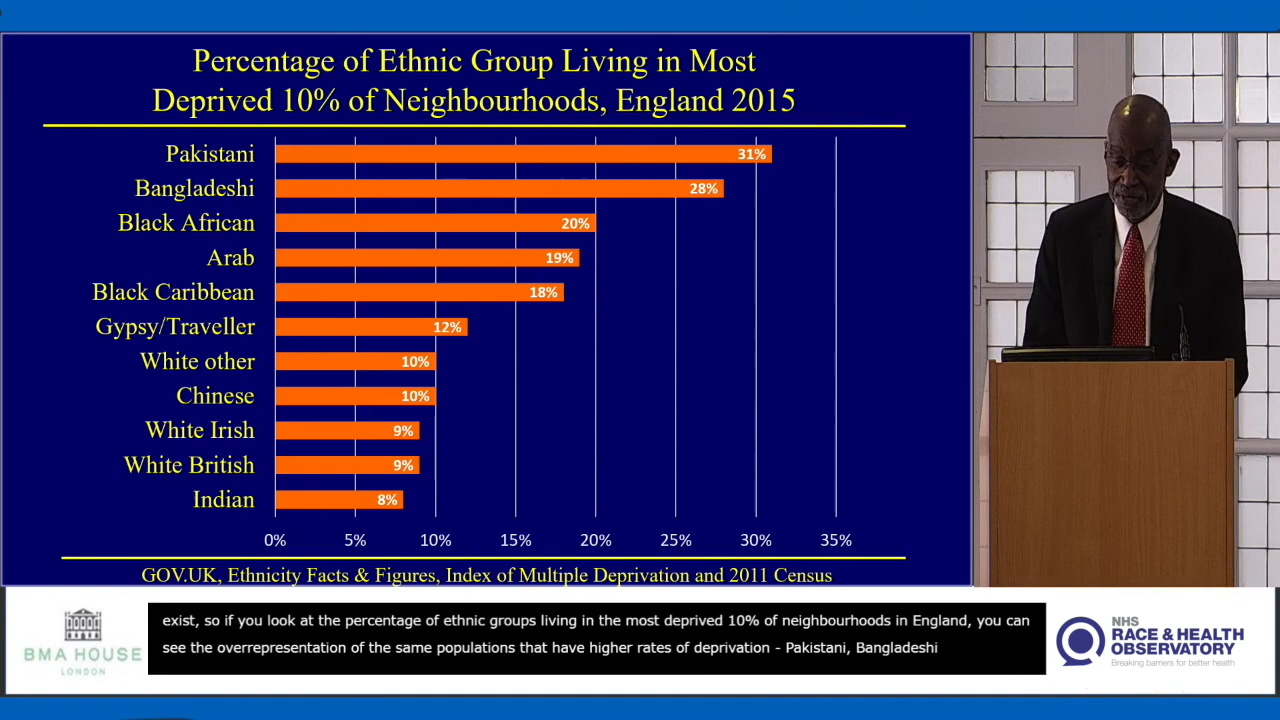 Percentage of Ethnic Group Living in Most
Deprived 10% of Neighbourhoods, England 2015
Pakistani 31%
Bangladeshi 28%
Black African 20%
Arab 19%
Black Caribbean 18%
Gypsy/Traveller 12%
White other 10%
Chinese 10%
White Irish 9%
White British 9%
Indian 8%
0% 5% 10% 15% 20% 25% 30% 35%
GOV.UK, Ethnicity Facts & Figures, Index of Multiple Deprivation and 2011 Census
BMA HOUSE
LONDON
exist, so if you look at the percentage of ethnic groups living in the most deprived 10% of neighbourhoods in England, you can
see the overrepresentation of the same populations that have higher rates of deprivation - Pakistani, Bangladeshi
NHS
RACE & HEALTH
OBSERVATORY
Breaking barriers for better health